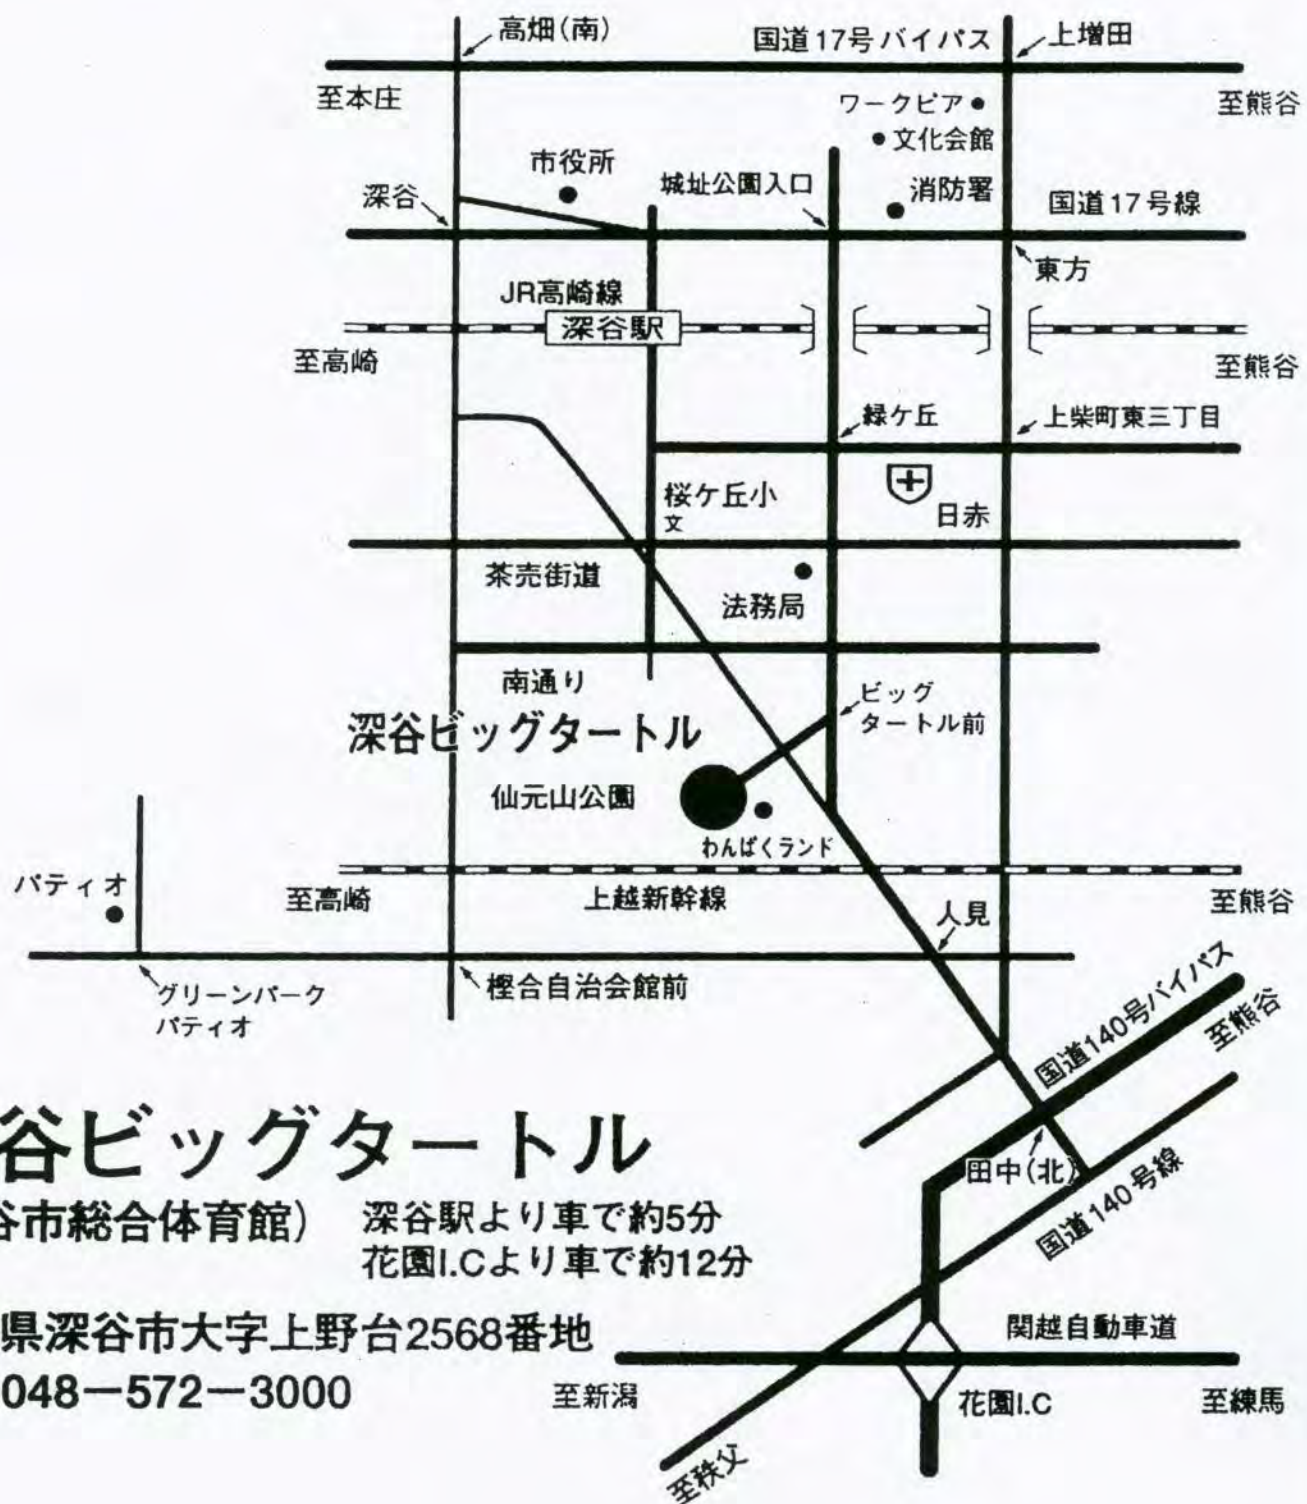 高畑(南)
国道17号バイパス
上増田
至本庄
ワークピア
至熊谷
文化会館
市役所
城址公園入口
消防署
深谷
国道17号線
東方
JR高崎線
深谷駅
至高崎
至熊谷
緑ケ丘
上柴町東三丁目
桜ケ丘小
文
日赤
茶売街道
法務局
南通り
ビッグ
タートル前
深谷ビッグタートル
仙元山公園
わんぱくランド
パティオ
至高崎
上越新幹線
至熊谷
人見
グリーンパーク
パティオ
樫合自治会館前
国道140号バイパス
至熊谷
田中(北)
国道140号線
谷ビッグタートル
谷市総合体育館)
深谷駅より車で約5分
花園I.Cより車で約12分
県深谷市大字上野台2568番地
048-572-3000
関越自動車道
至新潟
花園I.C
至練馬
至秩父